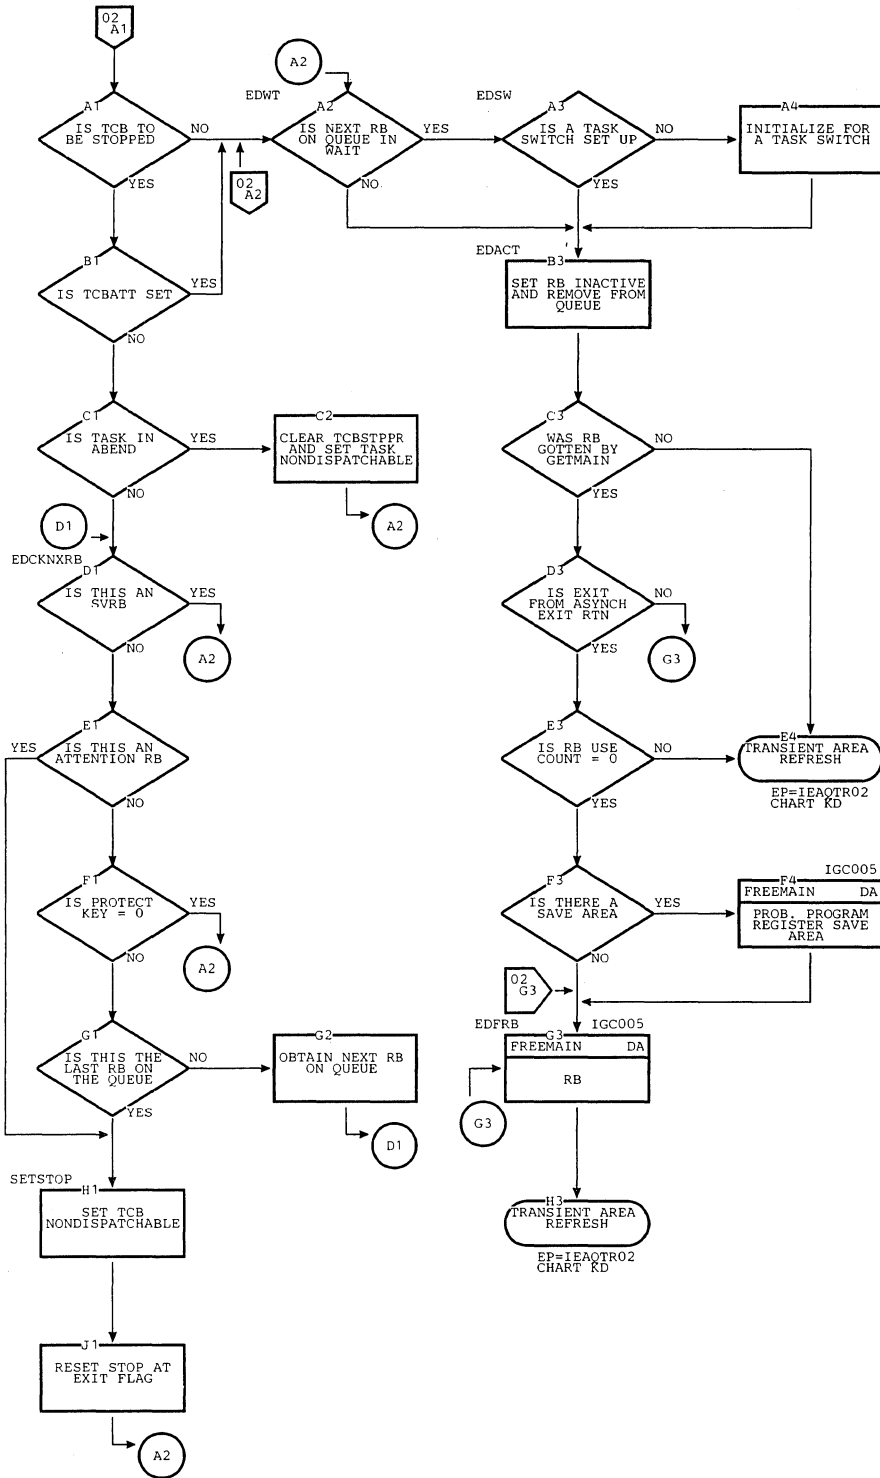 02
A1
A2
EDWT
EDSW
A1
IS TCB TO
BE STOPPED
NO
YES
A2
IS NEXT RB
ON QUEUE IN
WAIT
YES
NO
A3
IS A TASK
SWITCH SET UP
NO
YES
A4
INITIALIZE FOR
A TASK SWITCH
02
A2
B1
IS TCBATT SET
YES
NO
EDACT
B3
SET RB INACTIVE
AND REMOVE FROM
QUEUE
C1
IS TASK IN
ABEND
YES
NO
C2
CLEAR TCBSTPPR
AND SET TASK
NONDISPATCHABLE
A2
C3
WAS RB
GOTTEN BY
GETMAIN
NO
YES
D1
EDCKNXRB
D1
IS THIS AN
SVRB
YES
NO
A2
D3
IS EXIT
FROM ASYNCH
EXIT RTN
NO
YES
G3
E1
YES
IS THIS AN
ATTENTION RB
NO
E3
IS RB USE
COUNT = 0
NO
YES
E4
TRANSIENT AREA
REFRESH
EP=IEAQTR02
CHART KD
F1
IS PROTECT
KEY = 0
YES
NO
A2
F3
IS THERE A
SAVE AREA
YES
NO
IGC005
F4
FREEMAIN DA
PROB. PROGRAM
REGISTER SAVE
AREA
02
G3
G1
IS THIS THE
LAST RB ON
THE QUEUE
NO
YES
G2
OBTAIN NEXT RB
ON QUEUE
D1
EDFRB
IGC005
G3
FREEMAIN DA
RB
G3
SETSTOP
H1
SET TCB
NONDISPATCHABLE
H3
TRANSIENT AREA
REFRESH
EP=IEAQTR02
CHART KD
J1
RESET STOP AT
EXIT FLAG
A2